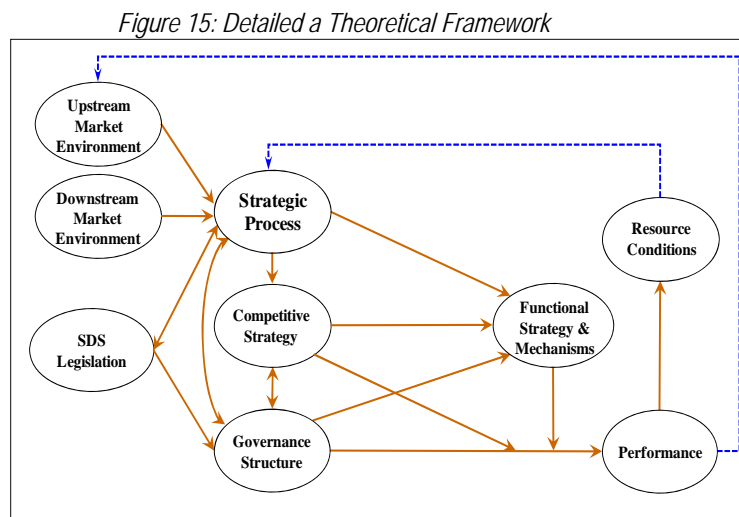 Figure 15: Detailed a Theoretical Framework
Upstream
Market
Environment
Downstream
Market
Environment
Strategic
Process
Resource
Conditions
SDS
Legislation
Competitive
Strategy
Functional
Strategy &
Mechanisms
Governance
Structure
Performance